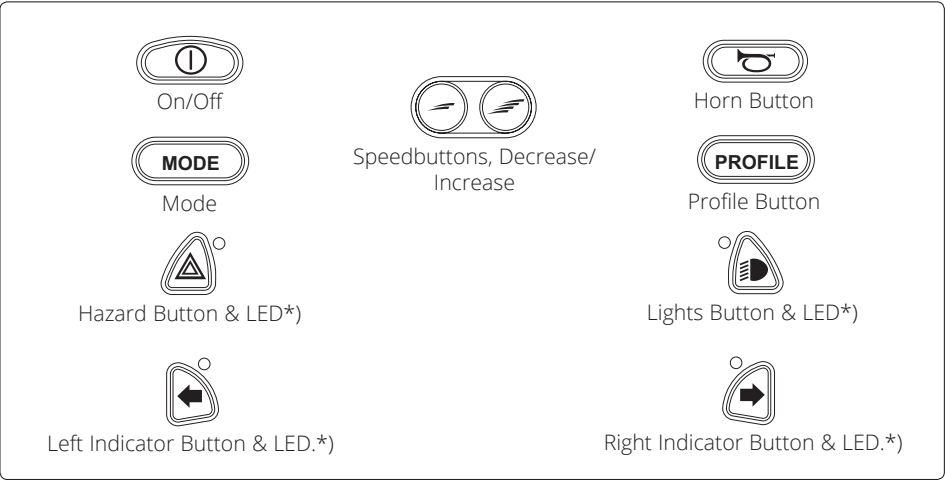 On/Off
MODE
Mode
Hazard Button & LED*)
Left Indicator Button & LED.*)
Speedbuttons, Decrease/
Increase
Horn Button
PROFILE
Profile Button
Lights Button & LED*)
Right Indicator Button & LED.*)